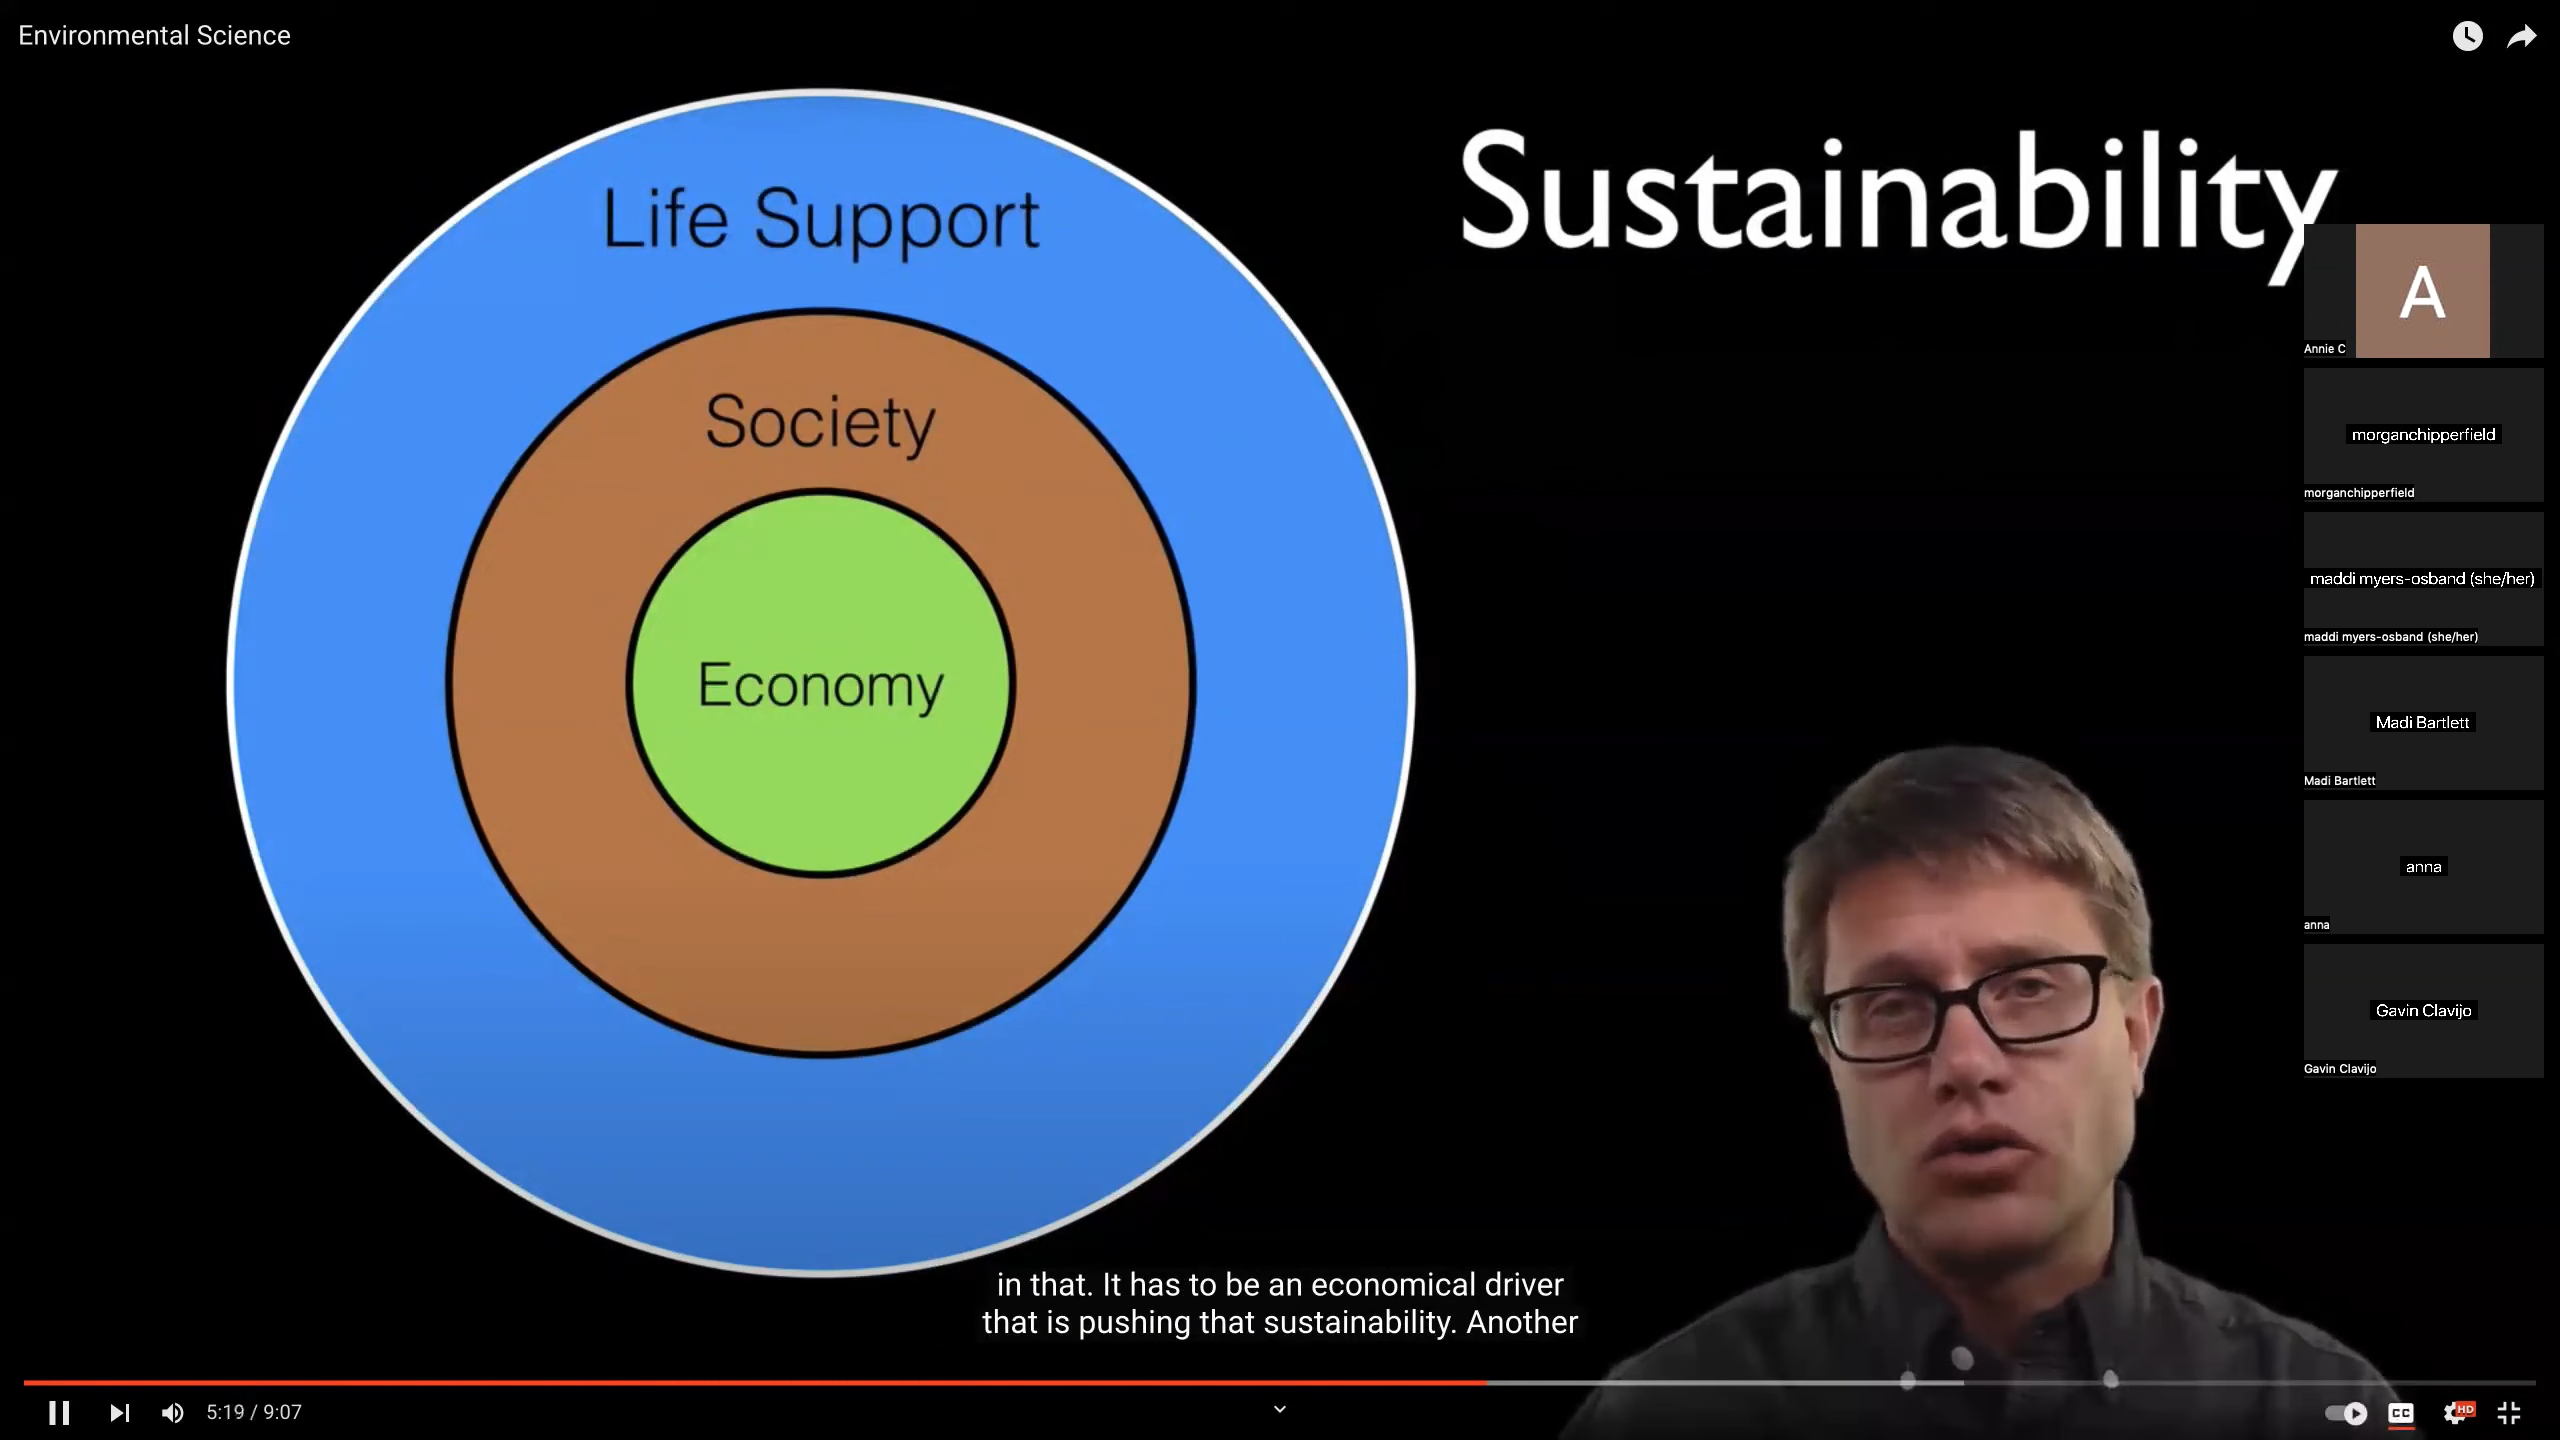 Environmental Science
Sustainability
Life Support
Society
Economy
A
Annie C
morganchipperfield
morganchipperfield
maddi myers-osband (she/her)
maddi myers-osband (she/her)
Madi Bartlett
Madi Bartlett
anna
anna
Gavin Clavijo
Gavin Clavijo
in that. It has to be an economical driver
that is pushing that sustainability. Another
5:19 / 9:07
CC
HD